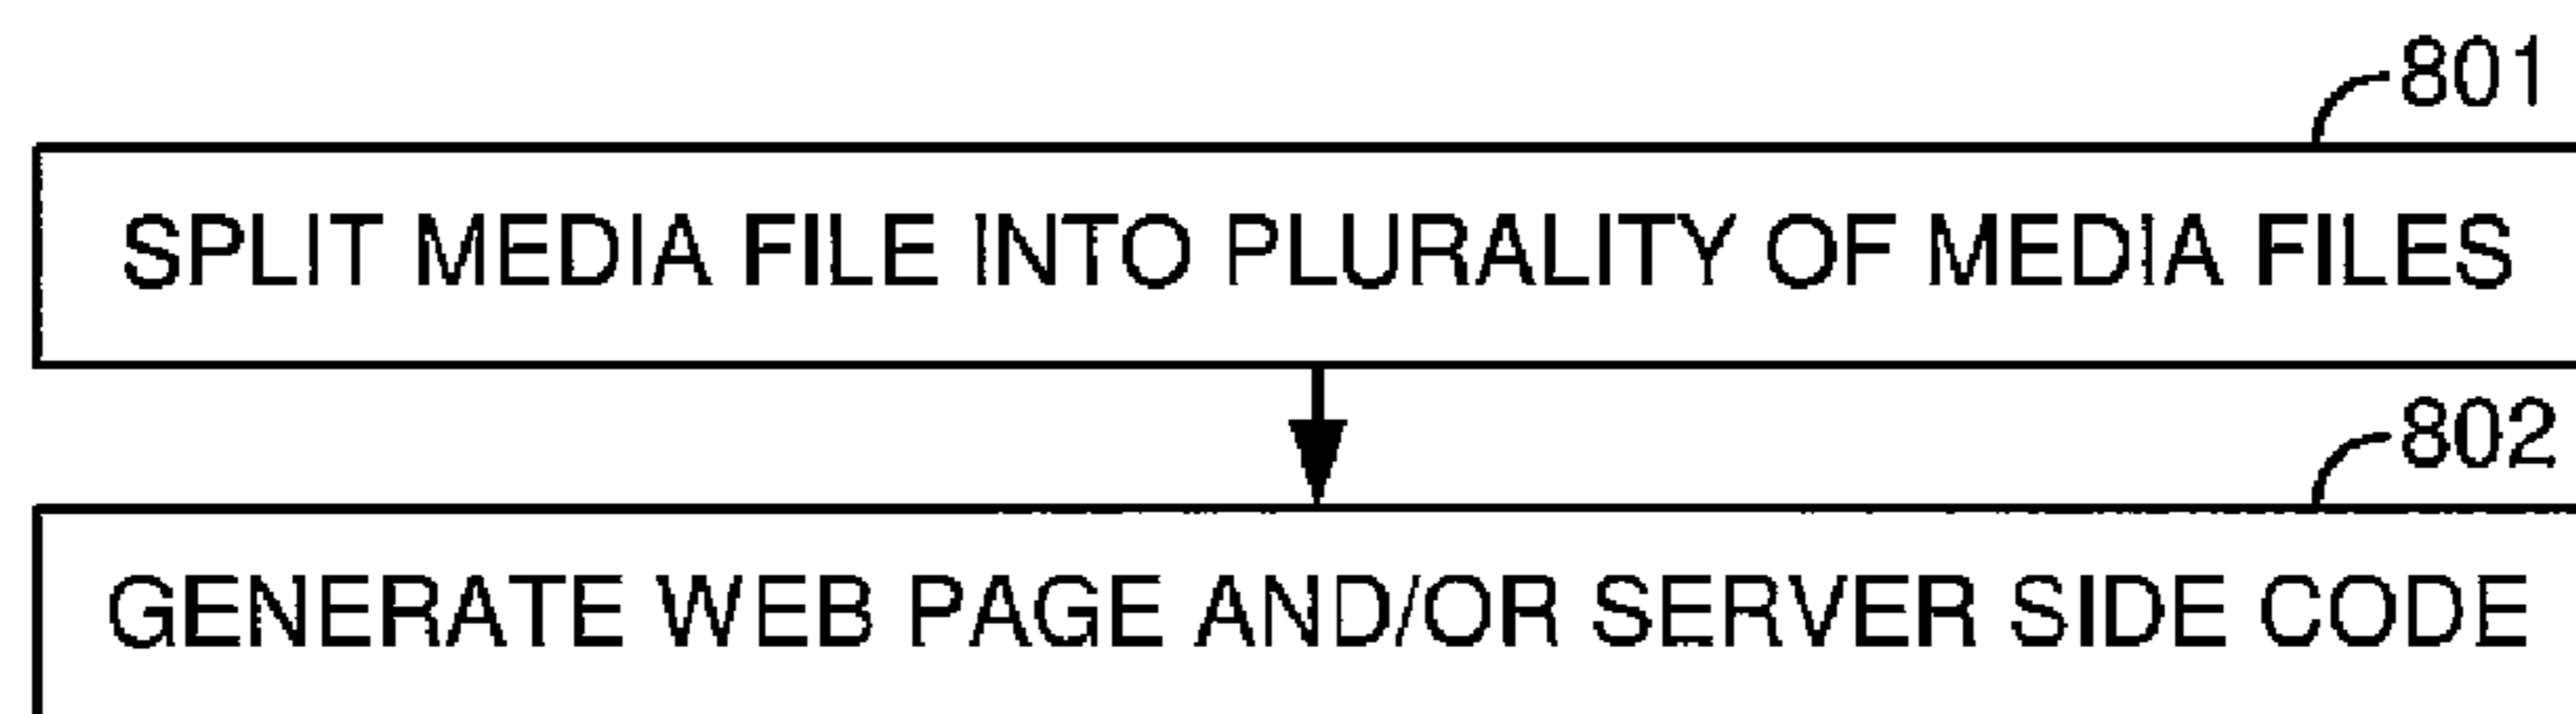 801
SPLIT MEDIA FILE INTO PLURALITY OF MEDIA FILES
802
GENERATE WEB PAGE AND/OR SERVER SIDE CODE